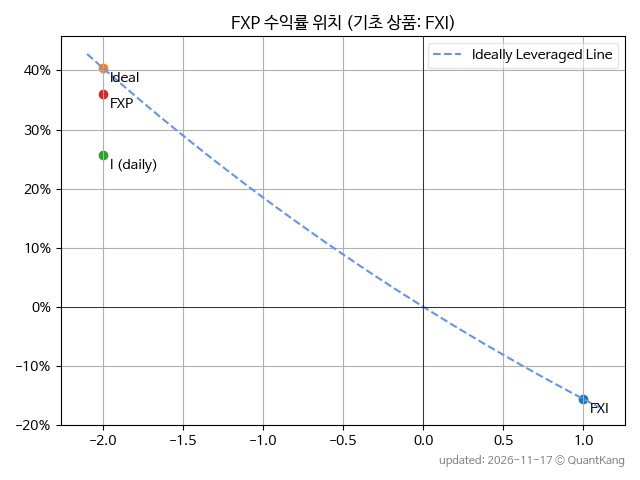 FXP 수익률 위치 (기초 상품: FXI)
Ideally Leveraged Line
40%
30%
20%
10%
0%
-10%
-20%
Ideal
FXP
I (daily)
FXI
-2.0 -1.5 -1.0 -0.5 0.0 0.5 1.0
updated: 2026-11-17 © QuantKang